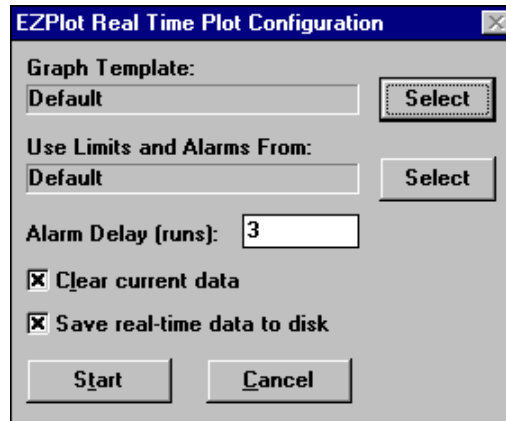 EZPlot Real Time Plot Configuration
Graph Template:
Default
Select
Use Limits and Alarms From:
Default
Select
Alarm Delay (runs): 3
Clear current data
Save real-time data to disk
Start Cancel